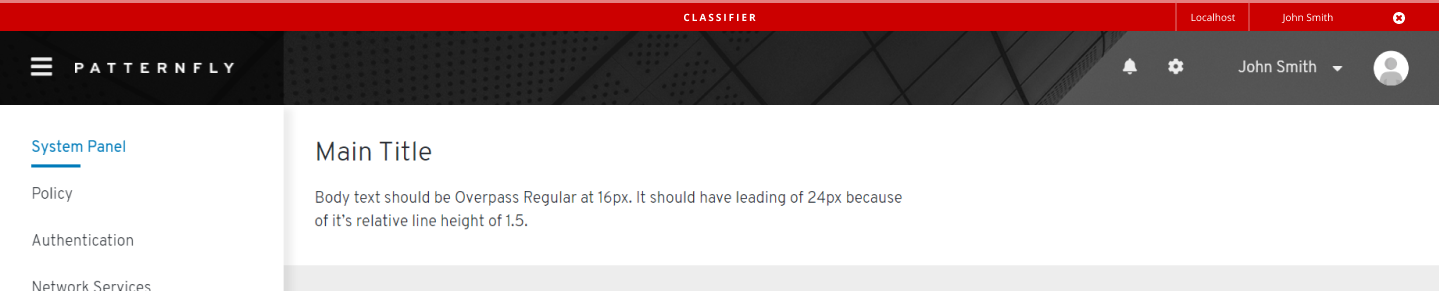 CLASSIFIER
Localhost
John Smith
PATTERNFLY
John Smith
System Panel
Policy
Authentication
Network Services
Main Title
Body text should be Overpass Regular at 16px. It should have leading of 24px because
of it’s relative line height of 1.5.